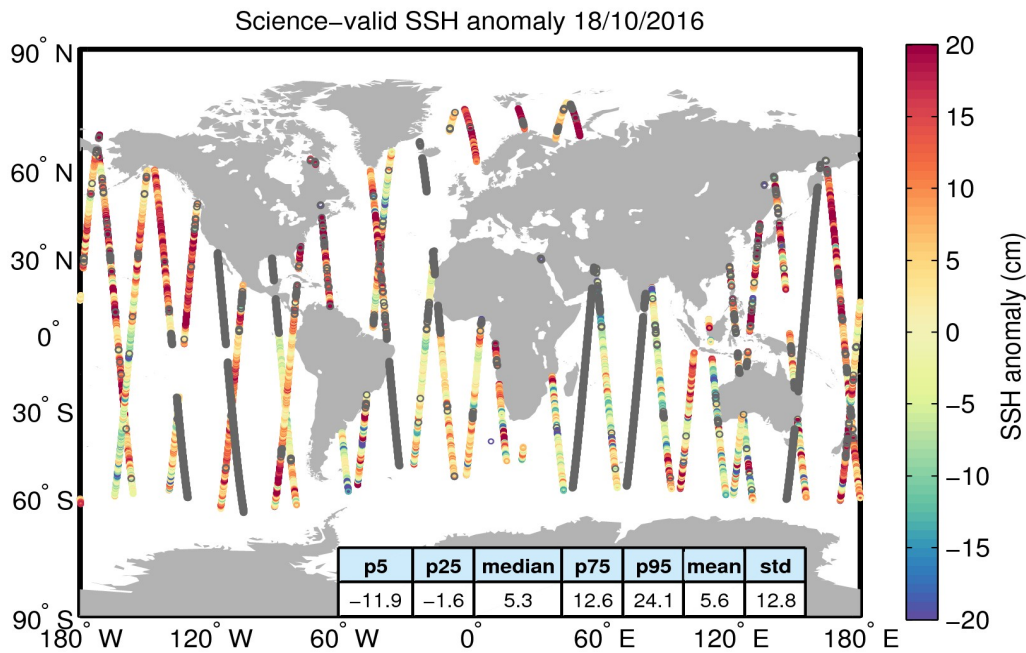 Science−valid SSH anomaly 18/10/2016
90° N
60° N
30° N
0°
30° S
60° S
90° S
180° W
120° W
60° W
0°
60° E
120° E
180° E
p5 p25 median p75 p95 mean std
−11.9 −1.6 5.3 12.6 24.1 5.6 12.8
20
15
10
5
0
−5
−10
−15
−20
SSH anomaly (cm)